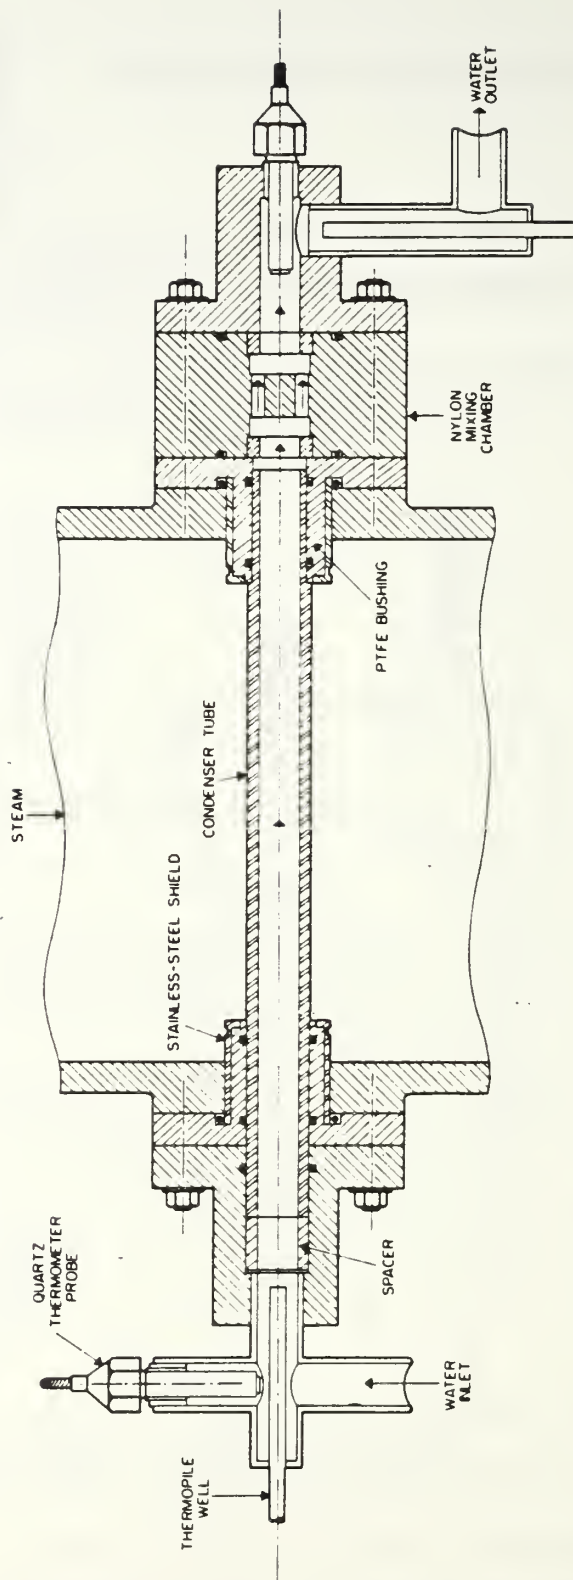 STEAM
QUARTZ
THERMOMETER
PROBE
STAINLESS-STEEL SHIELD
CONDENSER TUBE
WATER
OUTLET
THERMOPILE
WELL
WATER
INLET
SPACER
PTFE BUSHING
NYLON
MIXING
CHAMBER